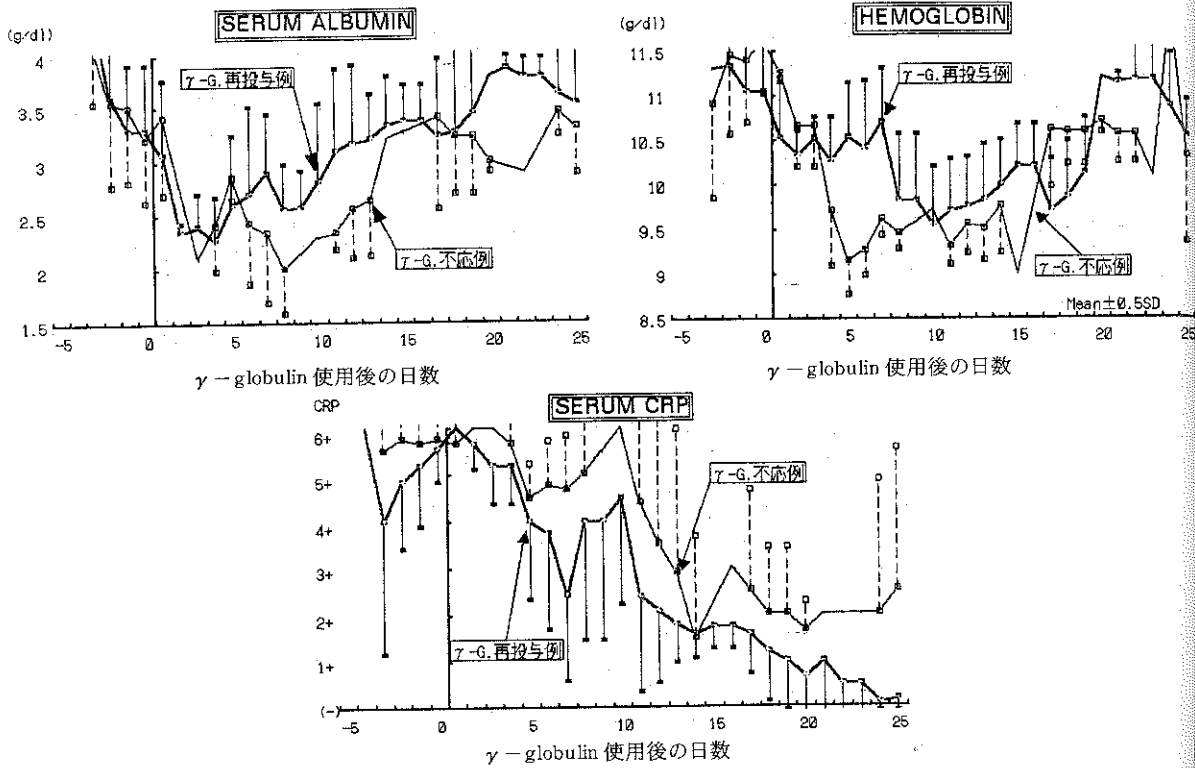 SERUM ALBUMIN
(g/dl)
4
3.5
3
2.5
2
1.5
-5
0
5
10
15
20
25
γ-G.再投与例
γ-G.不応例
γ－globulin 使用後の日数
HEMOGLOBIN
(g/dl)
11.5
11
10.5
10
9.5
9
8.5
-5
0
5
10
15
20
25
γ-G.再投与例
γ-G.不応例
Mean±0.5SD
γ－globulin 使用後の日数
SERUM CRP
CRP
6+
5+
4+
3+
2+
1+
(-)
-5
0
5
10
15
20
25
γ-G.不応例
γ-G.再投与例
γ－globulin 使用後の日数